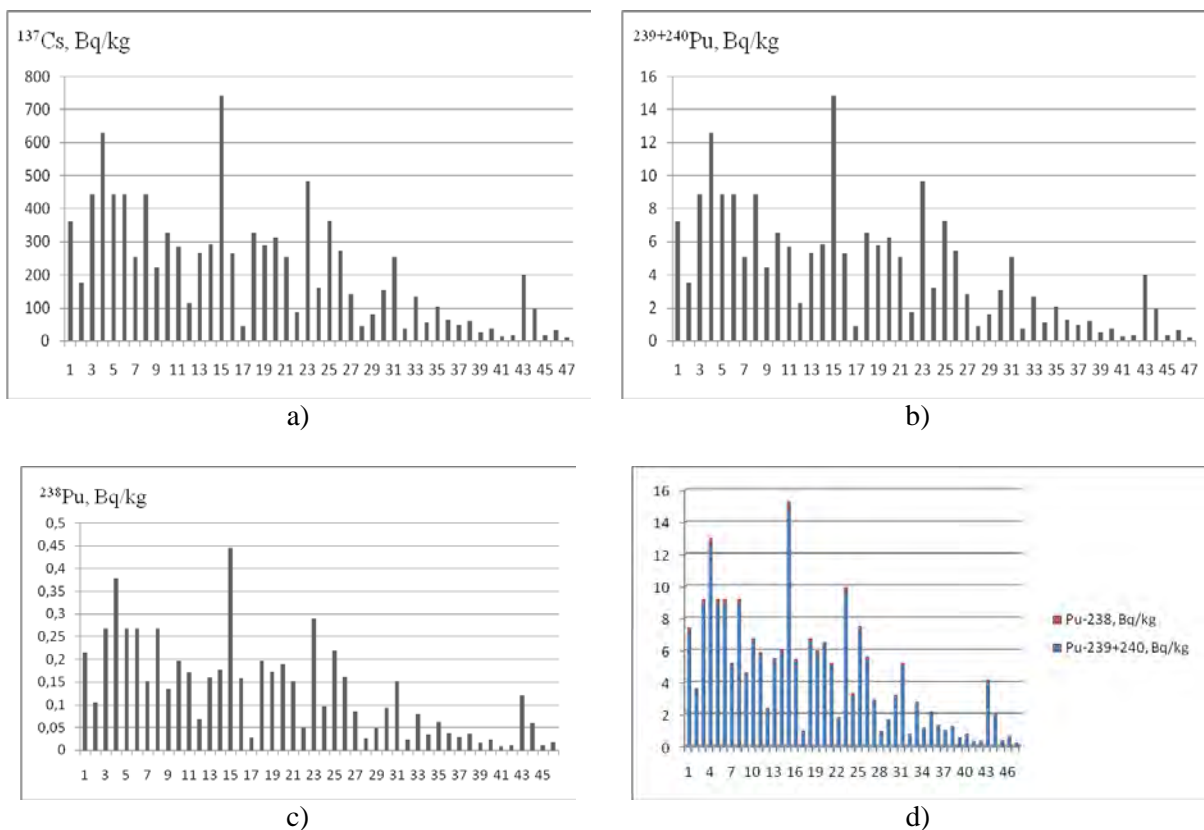 ¹³⁷Cs, Bq/kg
800
700
600
500
400
300
200
100
0
1 3 5 7 9 11 13 15 17 19 21 23 25 27 29 31 33 35 37 39 41 43 45 47
a)
²³⁹⁺²⁴⁰Pu, Bq/kg
16
14
12
10
8
6
4
2
0
1 3 5 7 9 11 13 15 17 19 21 23 25 27 29 31 33 35 37 39 41 43 45 47
b)
²³⁸Pu, Bq/kg
0,5
0,45
0,4
0,35
0,3
0,25
0,2
0,15
0,1
0,05
0
1 3 5 7 9 11 13 15 17 19 21 23 25 27 29 31 33 35 37 39 41 43 45
c)
16
14
12
10
8
6
4
2
0
1 4 7 10 13 16 19 22 25 28 31 34 37 40 43 46
Pu-238, Bq/kg
Pu-239+240, Bq/kg
d)